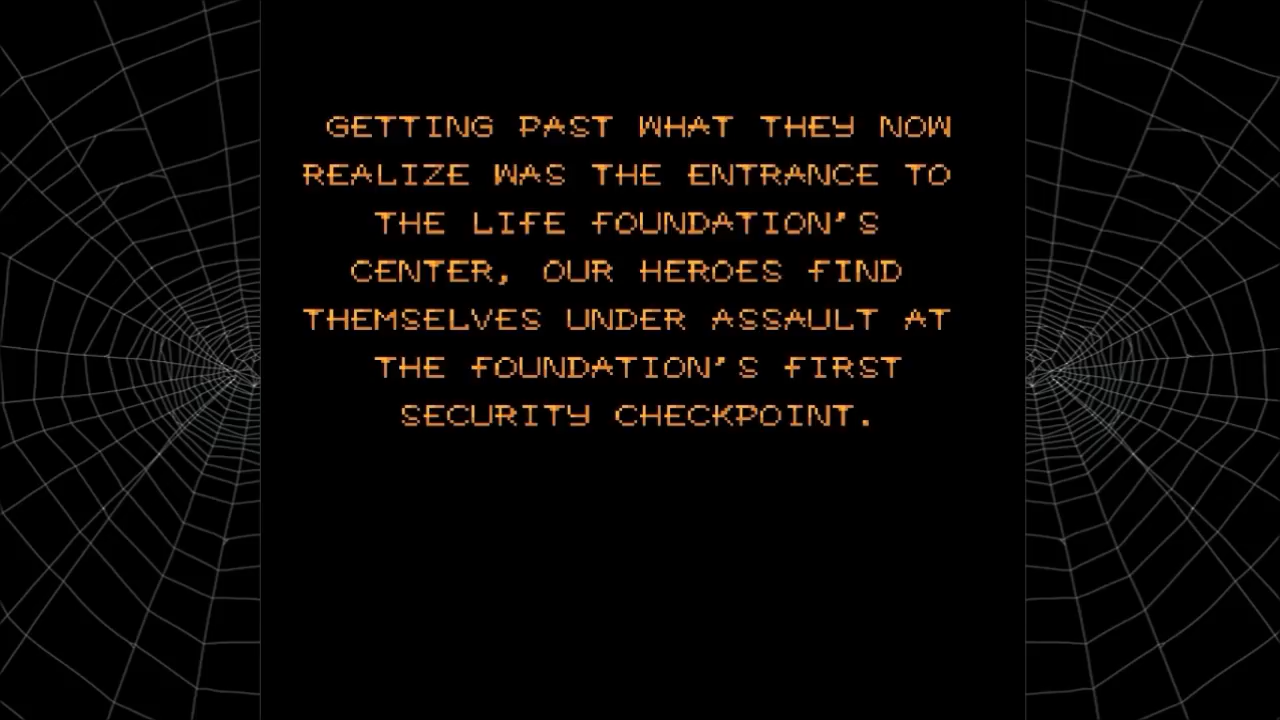 GETTING PAST WHAT THEY NOW
REALIZE WAS THE ENTRANCE TO
THE LIFE FOUNDATION'S
CENTER, OUR HEROES FIND
THEMSELVES UNDER ASSAULT AT
THE FOUNDATION'S FIRST
SECURITY CHECKPOINT.